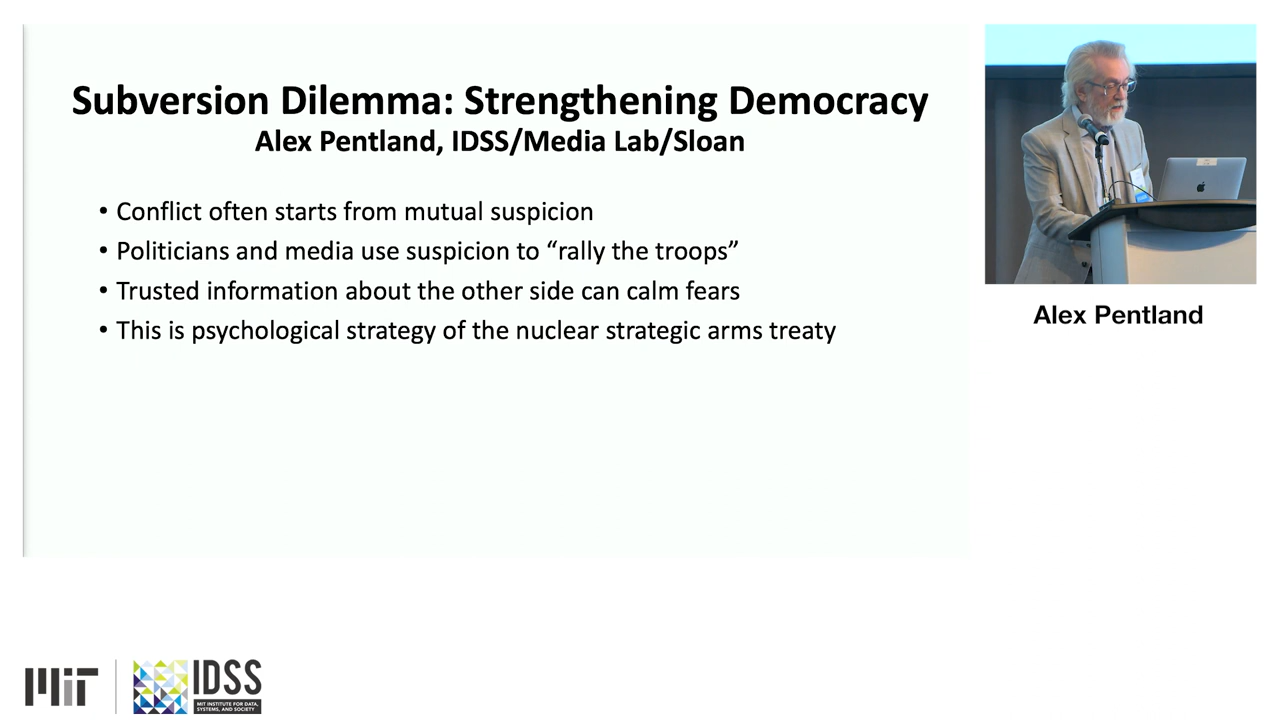 Subversion Dilemma: Strengthening Democracy
Alex Pentland, IDSS/Media Lab/Sloan
• Conflict often starts from mutual suspicion
• Politicians and media use suspicion to “rally the troops”
• Trusted information about the other side can calm fears
• This is psychological strategy of the nuclear strategic arms treaty
Alex Pentland
MIT
IDSS
MIT INSTITUTE FOR DATA,
SYSTEMS, AND SOCIETY